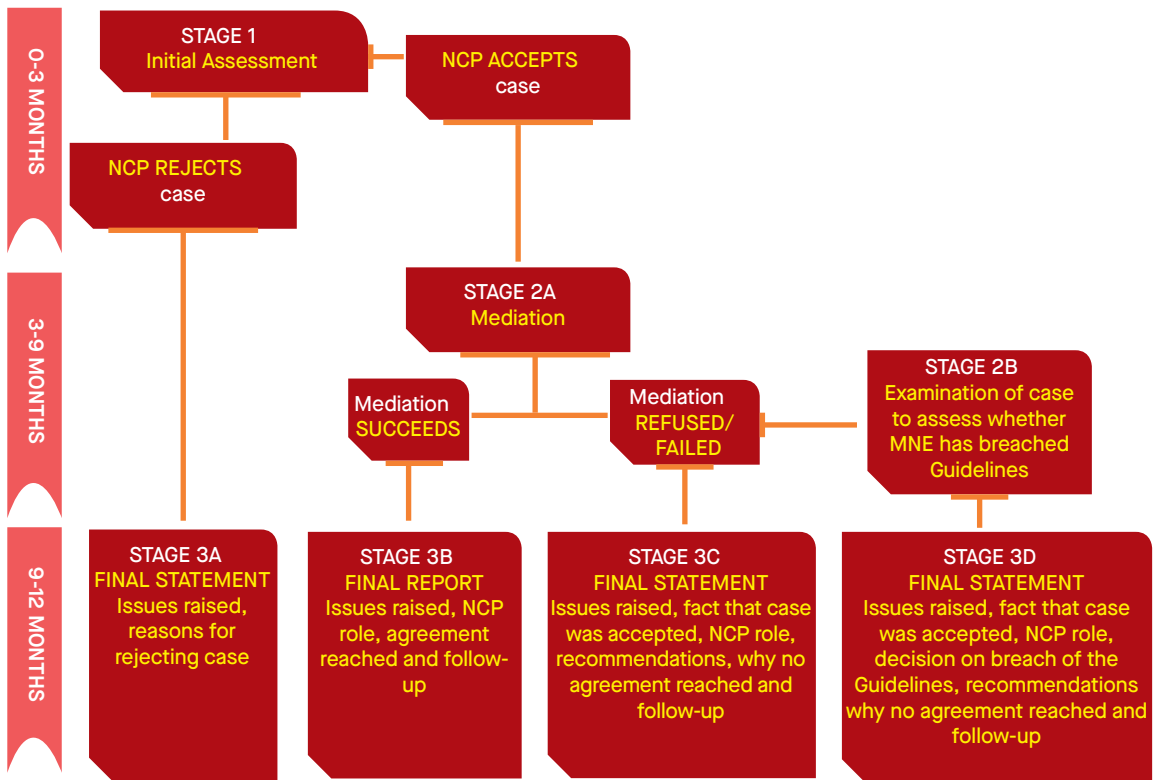 0-3 MONTHS
STAGE 1
Initial Assessment
NCP ACCEPTS
case
NCP REJECTS
case
3-9 MONTHS
STAGE 2A
Mediation
Mediation
SUCCEEDS
Mediation
REFUSED/
FAILED
STAGE 2B
Examination of case
to assess whether
MNE has breached
Guidelines
9-12 MONTHS
STAGE 3A
FINAL STATEMENT
Issues raised,
reasons for
rejecting case
STAGE 3B
FINAL REPORT
Issues raised, NCP
role, agreement
reached and follow-
up
STAGE 3C
FINAL STATEMENT
Issues raised, fact that case
was accepted, NCP role,
recommendations, why no
agreement reached and
follow-up
STAGE 3D
FINAL STATEMENT
Issues raised, fact that case
was accepted, NCP role,
decision on breach of the
Guidelines, recommendations
why no agreement reached and
follow-up